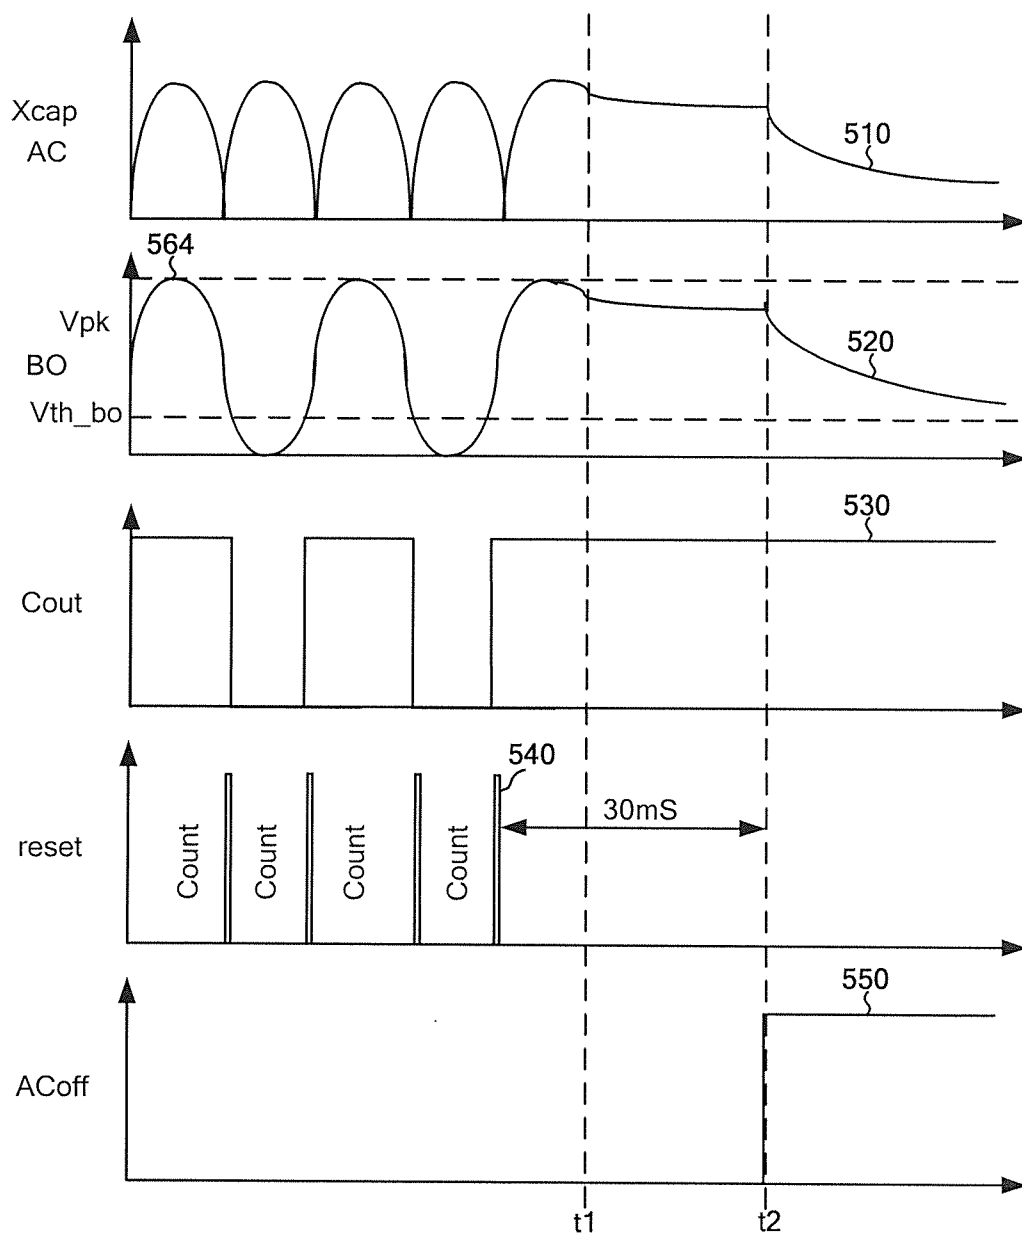 Xcap
AC
510
564
Vpk
BO
520
Vth_bo
530
Cout
540
30mS
reset
Count
Count
Count
Count
550
ACoff
t1
t2